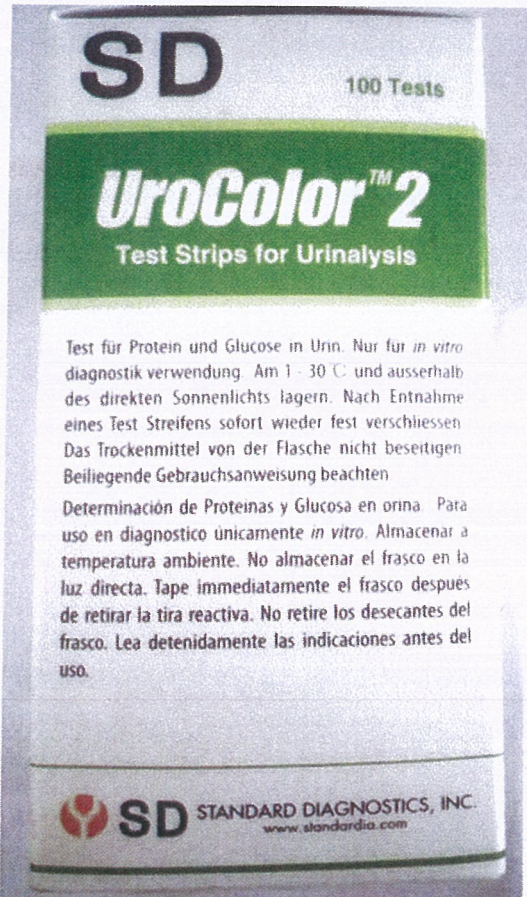 SD
100 Tests
UroColor™2
Test Strips for Urinalysis
Test für Protein und Glucose in Urin. Nur für in vitro
diagnostik verwendung. Am 1 - 30 C und ausserhalb
des direkten Sonnenlichts lagern. Nach Entnahme
eines Test Streifens sofort wieder fest verschliessen
Das Trockenmittel von der Flasche nicht beseitigen
Beiliegende Gebrauchsanweisung beachten
Determinación de Proteinas y Glucosa en orina. Para
uso en diagnostico únicamente in vitro. Almacenar a
temperatura ambiente. No almacenar el frasco en la
luz directa. Tape immediatamente el frasco después
de retirar la tira reactiva. No retire los desecantes del
frasco. Lea detenidamente las indicaciones antes del
uso.
SD STANDARD DIAGNOSTICS, INC.
www.standardia.com